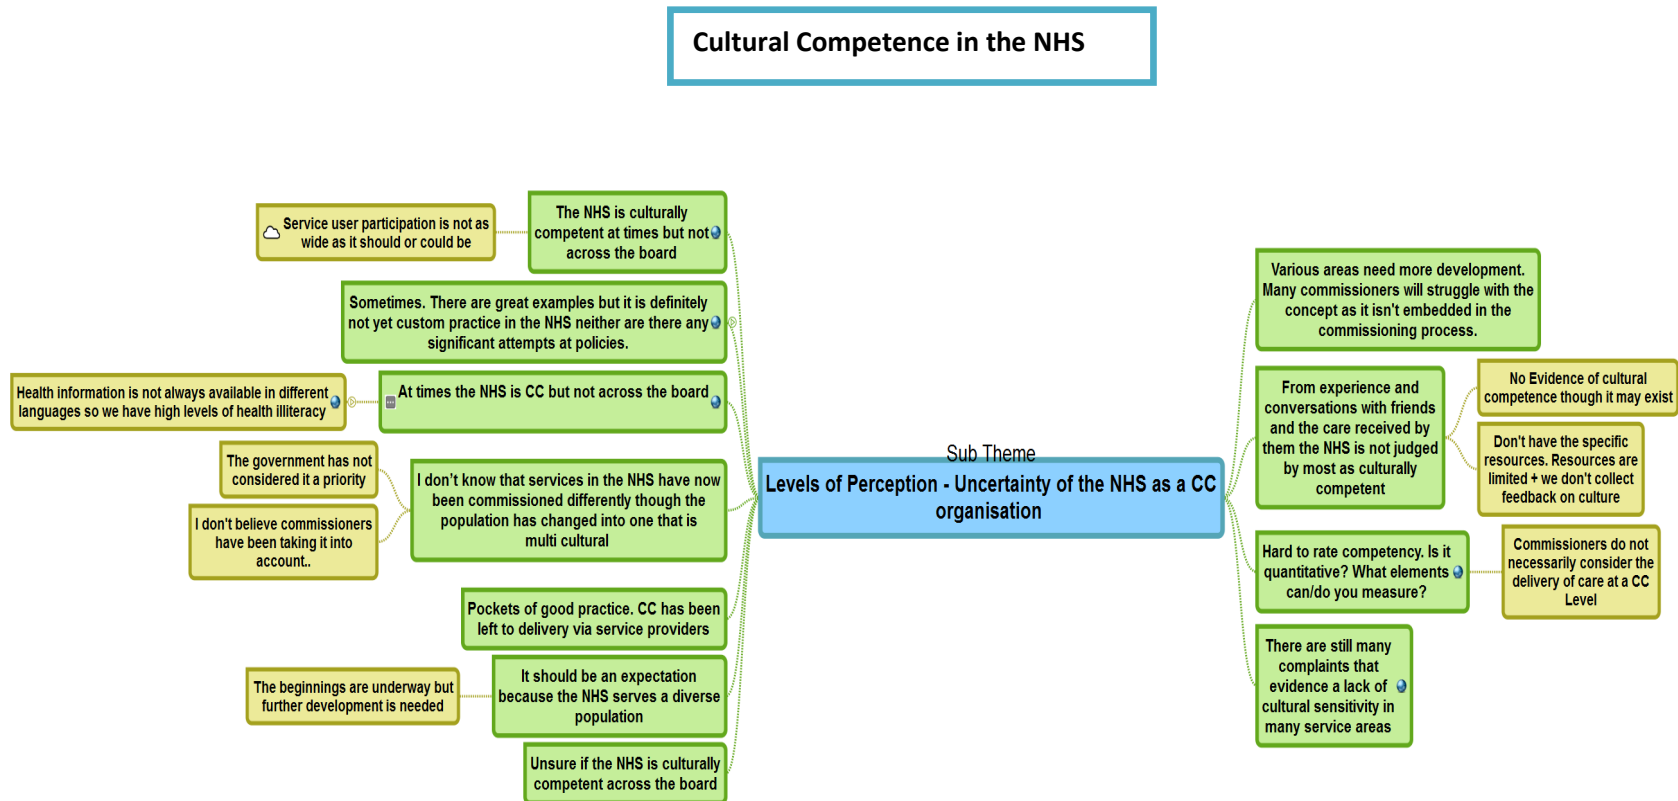 Cultural Competence in the NHS
Service user participation is not as
wide as it should or could be
The NHS is culturally
competent at times but not
across the board
Sometimes. There are great examples but it is definitely
not yet custom practice in the NHS neither are there any
significant attempts at policies.
Health information is not always available in different
languages so we have high levels of health illiteracy
At times the NHS is CC but not across the board
The government has not
considered it a priority
I don't believe commissioners
have been taking it into
account..
I don't know that services in the NHS have now
been commissioned differently though the
population has changed into one that is
multi cultural
Pockets of good practice. CC has been
left to delivery via service providers
The beginnings are underway but
further development is needed
It should be an expectation
because the NHS serves a diverse
population
Unsure if the NHS is culturally
competent across the board
Sub Theme
Levels of Perception - Uncertainty of the NHS as a CC
organisation
Various areas need more development.
Many commissioners will struggle with the
concept as it isn't embedded in the
commissioning process.
From experience and
conversations with friends
and the care received by
them the NHS is not judged
by most as culturally
competent
No Evidence of cultural
competence though it may exist
Don't have the specific
resources. Resources are
limited + we don't collect
feedback on culture
Hard to rate competency. Is it
quantitative? What elements
can/do you measure?
Commissioners do not
necessarily consider the
delivery of care at a CC
Level
There are still many
complaints that
evidence a lack of
cultural sensitivity in
many service areas